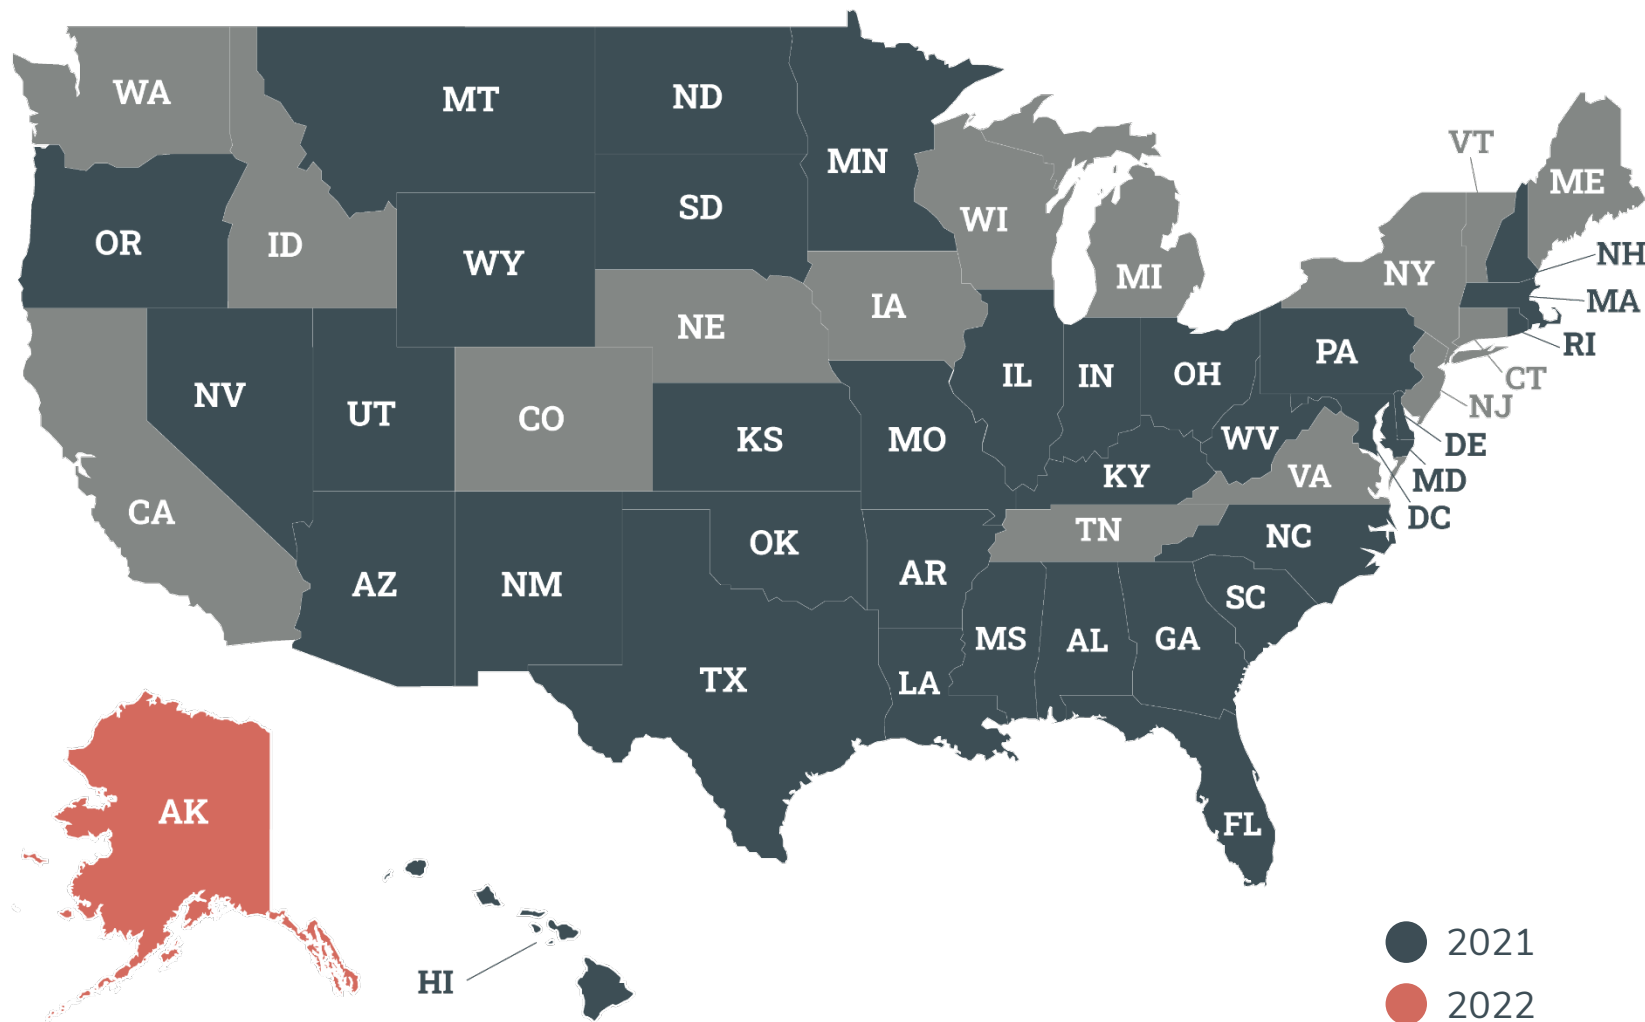 WA
MT
ND
MN
VT
ME
OR
ID
WY
SD
WI
MI
NY
NH
MA
RI
NV
UT
CO
NE
IA
IL
IN
OH
PA
CT
NJ
CA
KS
MO
KY
WV
VA
DE
MD
DC
AZ
NM
OK
AR
TN
NC
SC
TX
LA
MS
AL
GA
FL
AK
HI
2021
2022